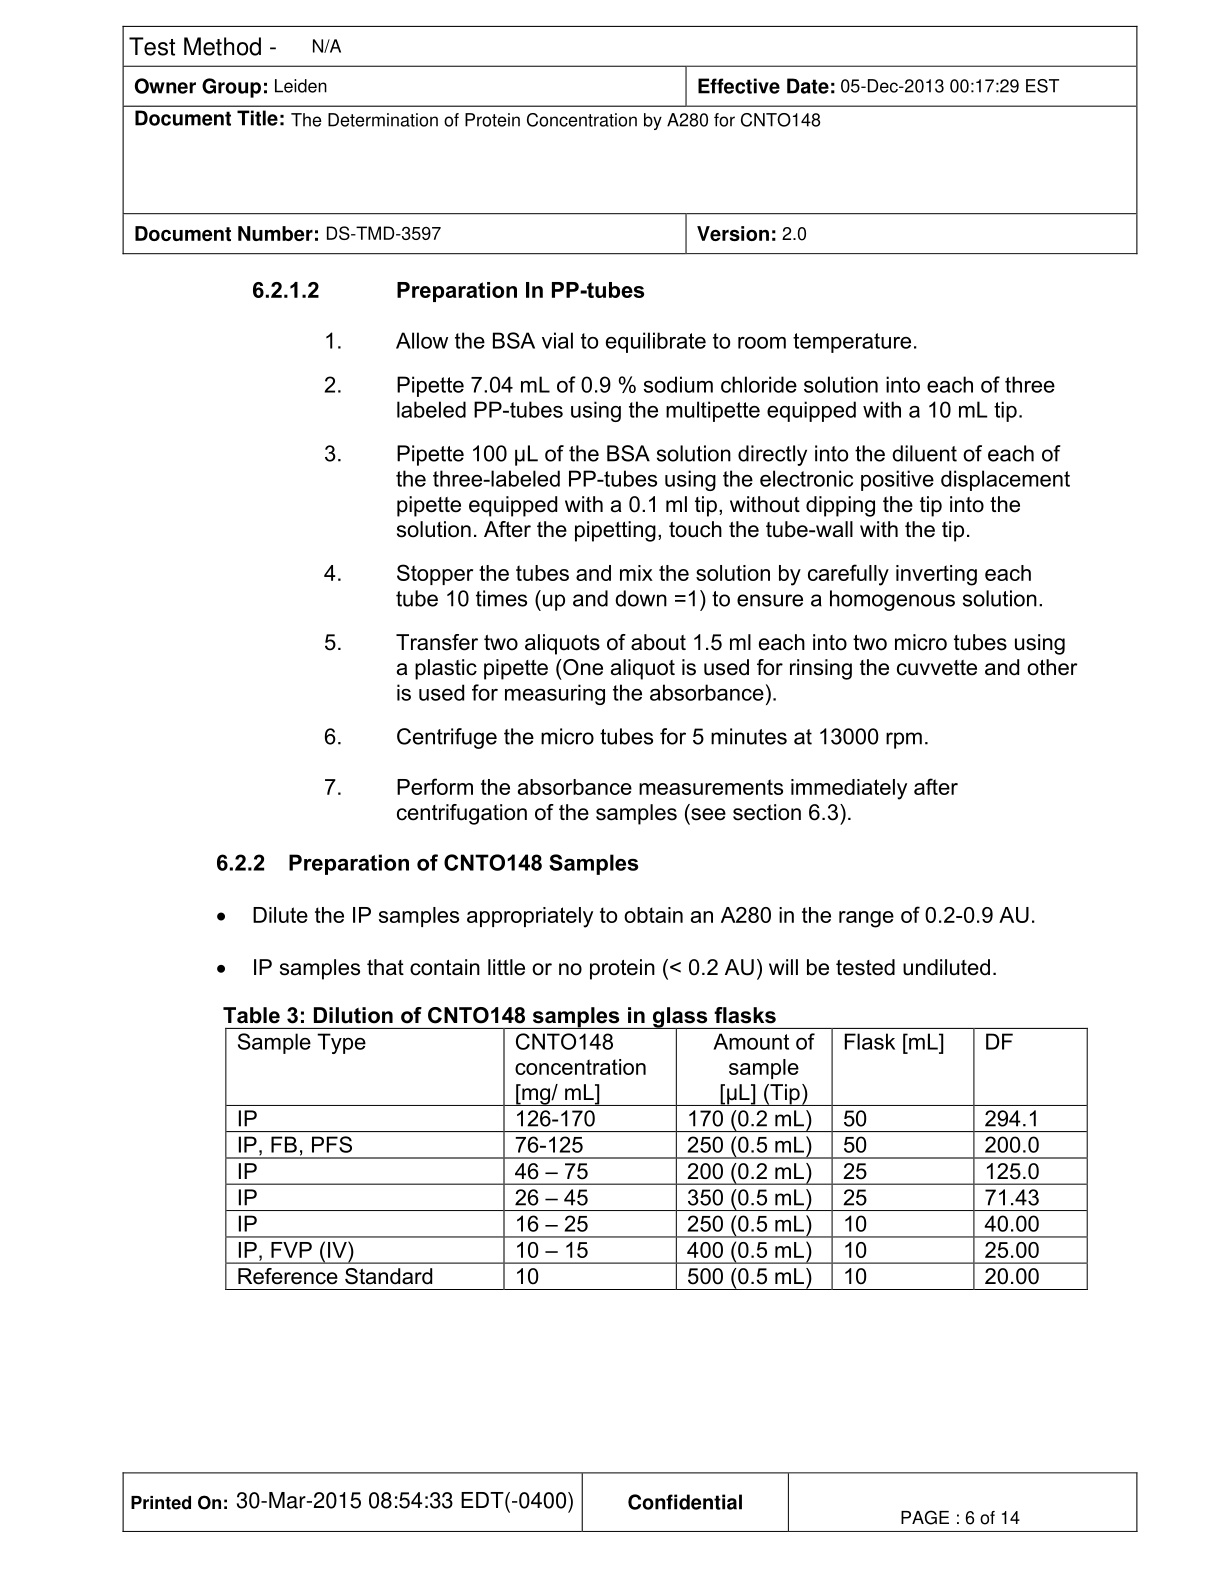 Test Method - N/A
Owner Group: Leiden Effective Date: 05-Dec-2013 00:17:29 EST
Document Title: The Determination of Protein Concentration by A280 for CNTO148
Document Number: DS-TMD-3597 Version: 2.0
6.2.1.2 Preparation In PP-tubes
1. Allow the BSA vial to equilibrate to room temperature.
2. Pipette 7.04 mL of 0.9 % sodium chloride solution into each of three
labeled PP-tubes using the multipette equipped with a 10 mL tip.
3. Pipette 100 µL of the BSA solution directly into the diluent of each of
the three-labeled PP-tubes using the electronic positive displacement
pipette equipped with a 0.1 ml tip, without dipping the tip into the
solution. After the pipetting, touch the tube-wall with the tip.
4. Stopper the tubes and mix the solution by carefully inverting each
tube 10 times (up and down =1) to ensure a homogenous solution.
5. Transfer two aliquots of about 1.5 ml each into two micro tubes using
a plastic pipette (One aliquot is used for rinsing the cuvvette and other
is used for measuring the absorbance).
6. Centrifuge the micro tubes for 5 minutes at 13000 rpm.
7. Perform the absorbance measurements immediately after
centrifugation of the samples (see section 6.3).
6.2.2 Preparation of CNTO148 Samples
• Dilute the IP samples appropriately to obtain an A280 in the range of 0.2-0.9 AU.
• IP samples that contain little or no protein (< 0.2 AU) will be tested undiluted.
Table 3: Dilution of CNTO148 samples in glass flasks
Sample Type CNTO148 Amount of Flask [mL] DF
concentration sample
[mg/ mL] [µL] (Tip)
IP 126-170 170 (0.2 mL) 50 294.1
IP, FB, PFS 76-125 250 (0.5 mL) 50 200.0
IP 46 – 75 200 (0.2 mL) 25 125.0
IP 26 – 45 350 (0.5 mL) 25 71.43
IP 16 – 25 250 (0.5 mL) 10 40.00
IP, FVP (IV) 10 – 15 400 (0.5 mL) 10 25.00
Reference Standard 10 500 (0.5 mL) 10 20.00
Printed On: 30-Mar-2015 08:54:33 EDT(-0400) Confidential
PAGE : 6 of 14